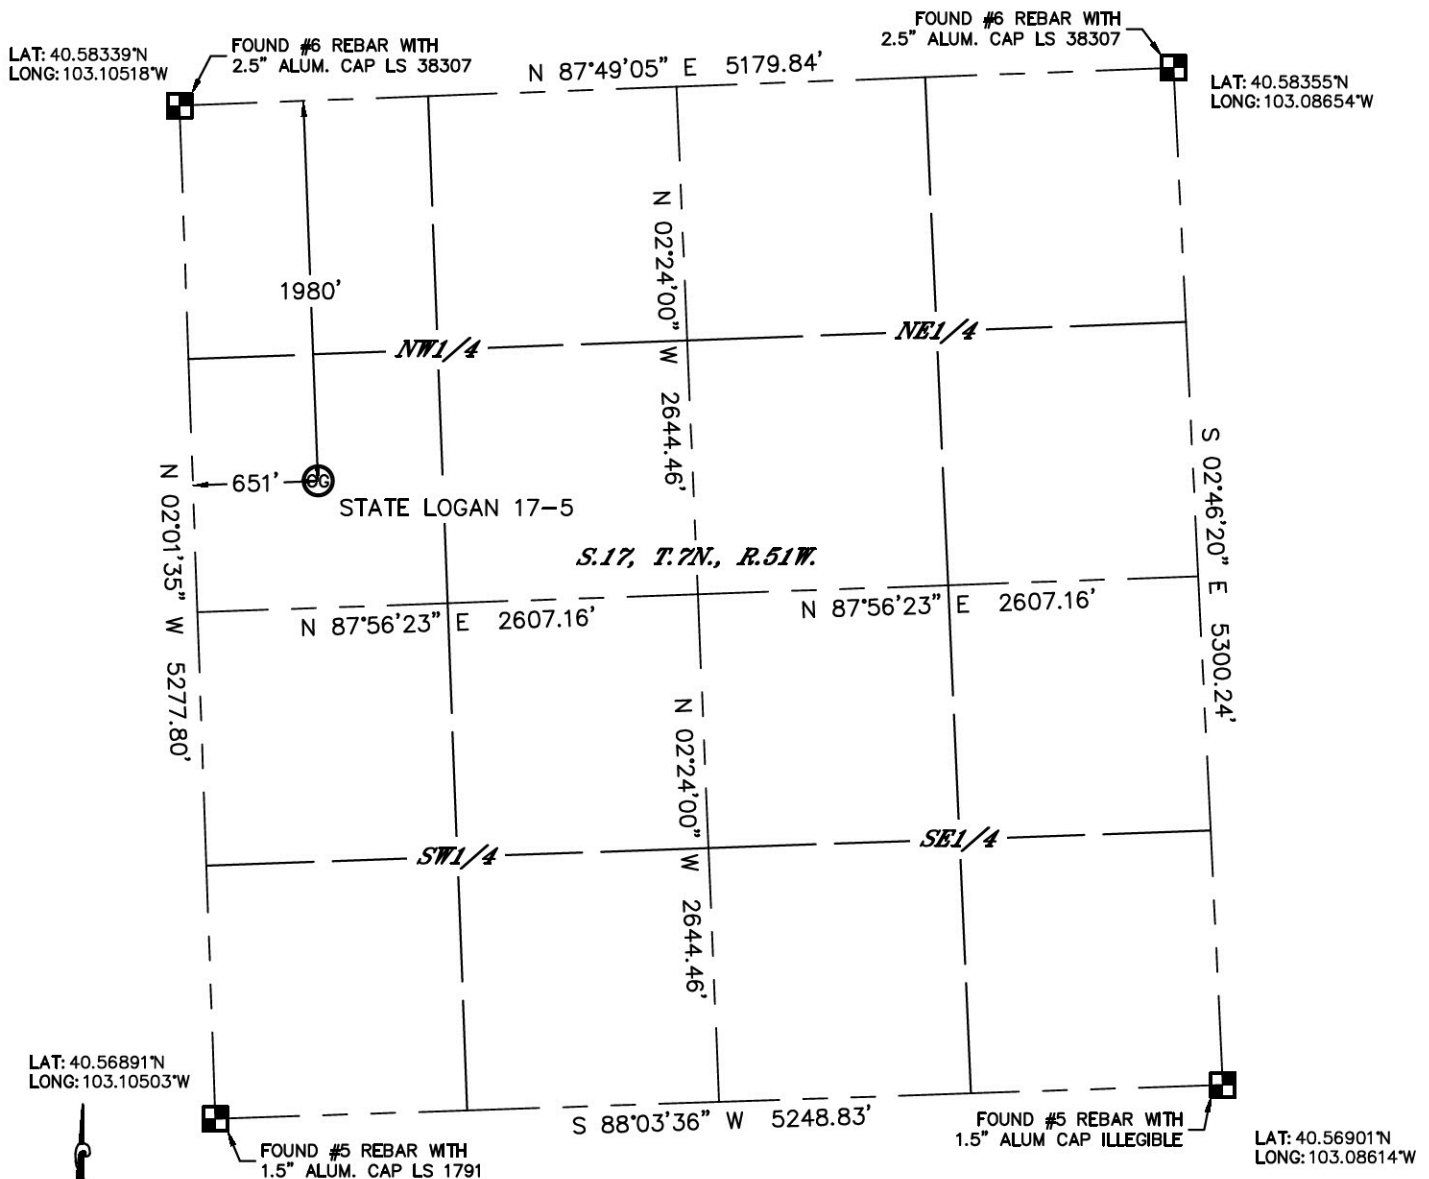 FOUND #6 REBAR WITH
2.5" ALUM. CAP LS 38307
LAT: 40.58339°N
LONG: 103.10518°W
FOUND #6 REBAR WITH
2.5" ALUM. CAP LS 38307
N 87°49'05" E 5179.84'
LAT: 40.58355°N
LONG: 103.08654°W
N 02°24'00" W 2644.46'
1980'
NW1/4
NE1/4
651'
STATE LOGAN 17-5
N 02°01'35" W 5277.80'
S 02°46'20" E 5300.24'
S.17, T.7N., R.51W.
N 87°56'23" E 2607.16'
N 87°56'23" E 2607.16'
N 02°24'00" W 2644.46'
SW1/4
SE1/4
LAT: 40.56891°N
LONG: 103.10503°W
S 88°03'36" W 5248.83'
FOUND #5 REBAR WITH
1.5" ALUM CAP ILLEGIBLE
FOUND #5 REBAR WITH
1.5" ALUM. CAP LS 1791
LAT: 40.56901°N
LONG: 103.08614°W